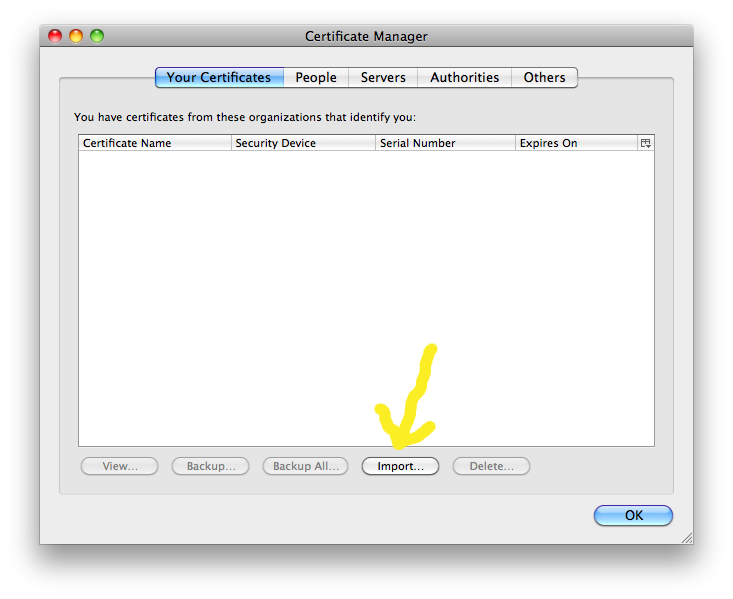 Certificate Manager
Your Certificates People Servers Authorities Others
You have certificates from these organizations that identify you:
Certificate Name Security Device Serial Number Expires On
View... Backup... Backup All... Import... Delete...
OK